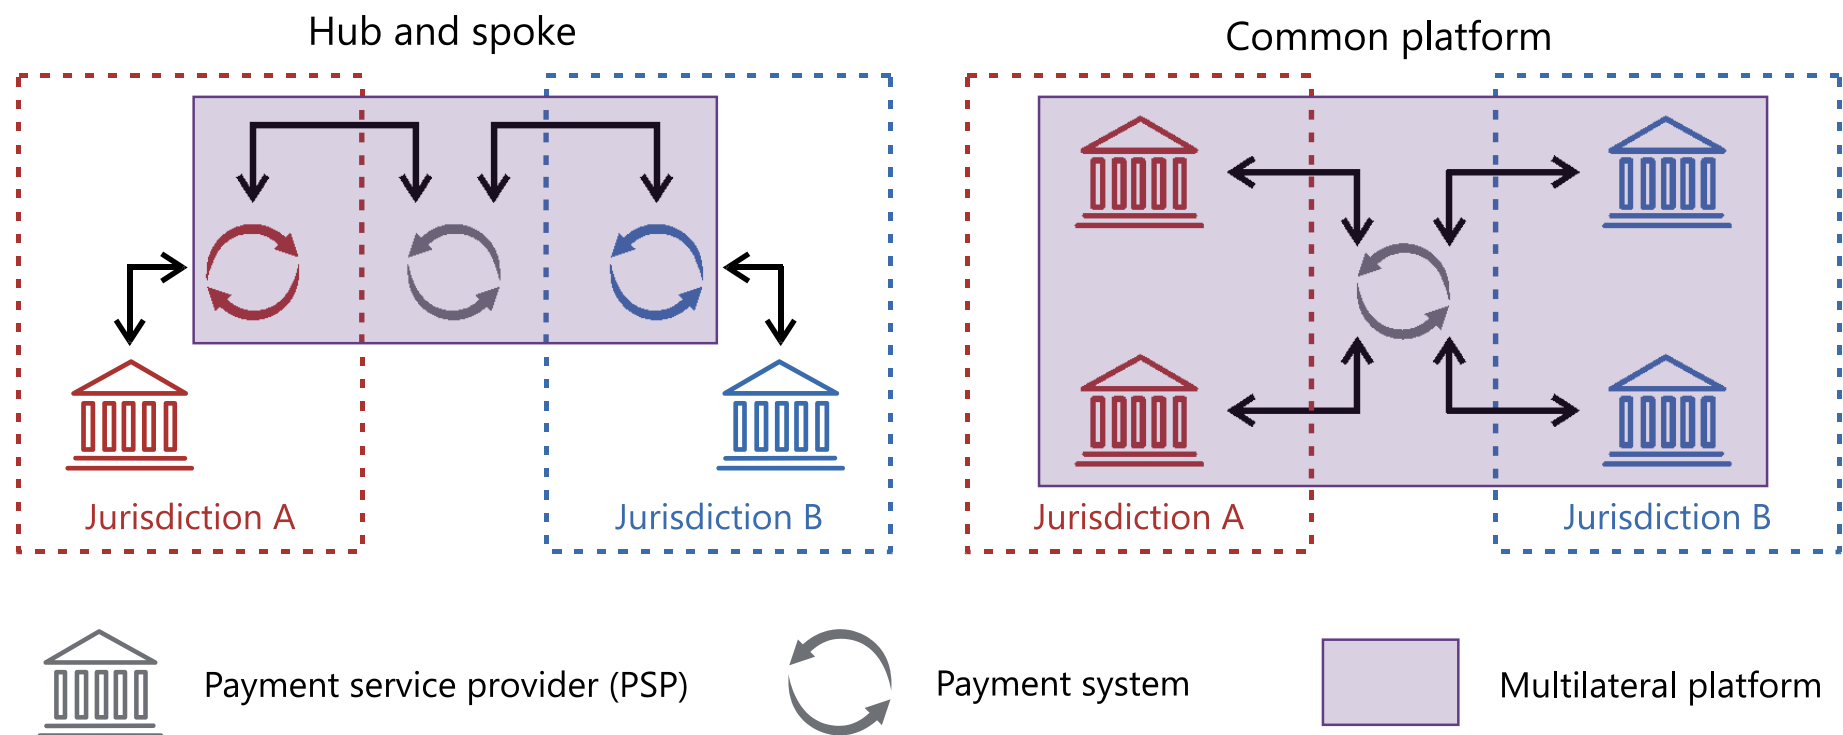 Hub and spoke
Common platform
Jurisdiction A
Jurisdiction B
Jurisdiction A
Jurisdiction B
Payment service provider (PSP)
Payment system
Multilateral platform